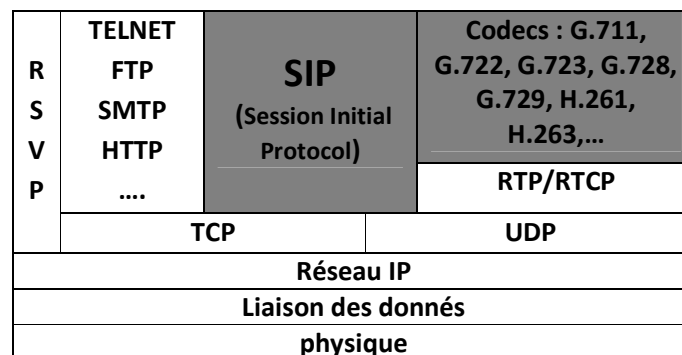 R
S
V
P
TELNET
FTP
SMTP
HTTP
....
SIP
(Session Initial
Protocol)
Codecs : G.711,
G.722, G.723, G.728,
G.729, H.261,
H.263,...
RTP/RTCP
TCP
UDP
Réseau IP
Liaison des donnés
physique